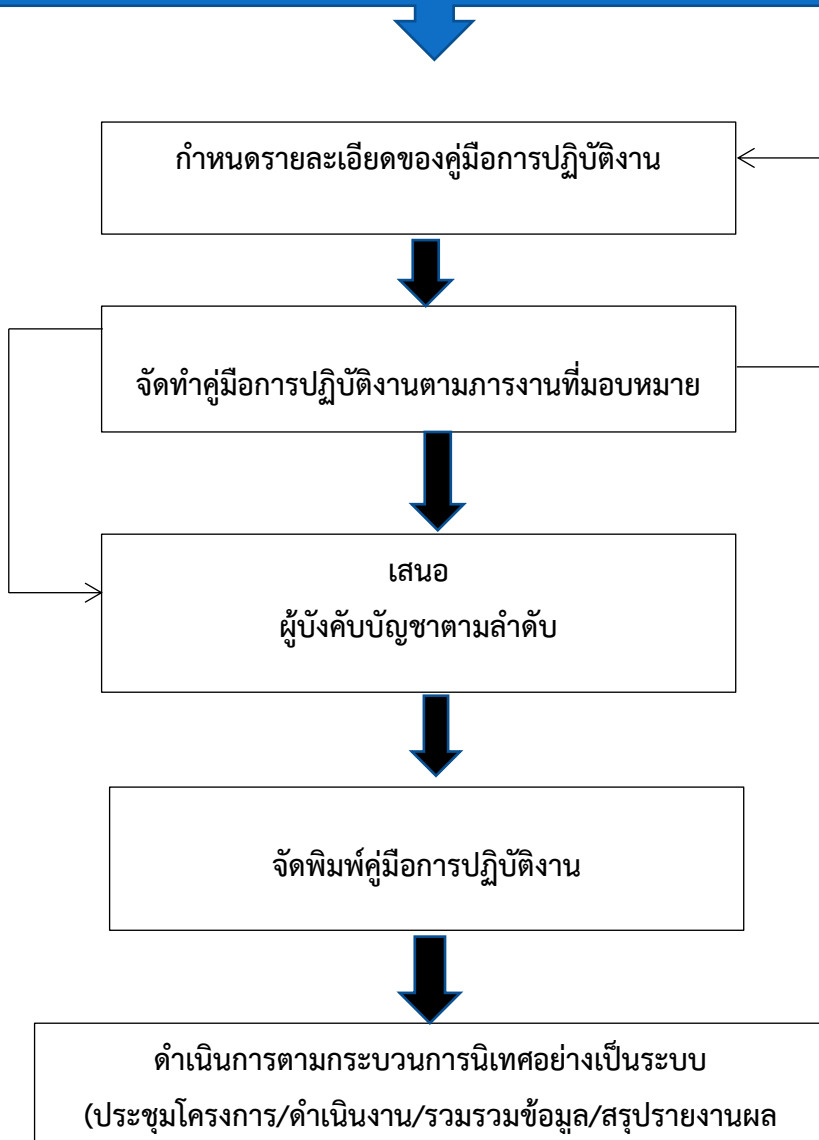 กำหนดรายละเอียดของคู่มือการปฏิบัติงาน
จัดทำคู่มือการปฏิบัติงานตามภารงานที่มอบหมาย
เสนอ
ผู้บังคับบัญชาตามลำดับ
จัดพิมพ์คู่มือการปฏิบัติงาน
ดำเนินการตามกระบวนการนิเทศอย่างเป็นระบบ
(ประชุมโครงการ/ดำเนินงาน/รวมรวมข้อมูล/สรุปรายงานผล